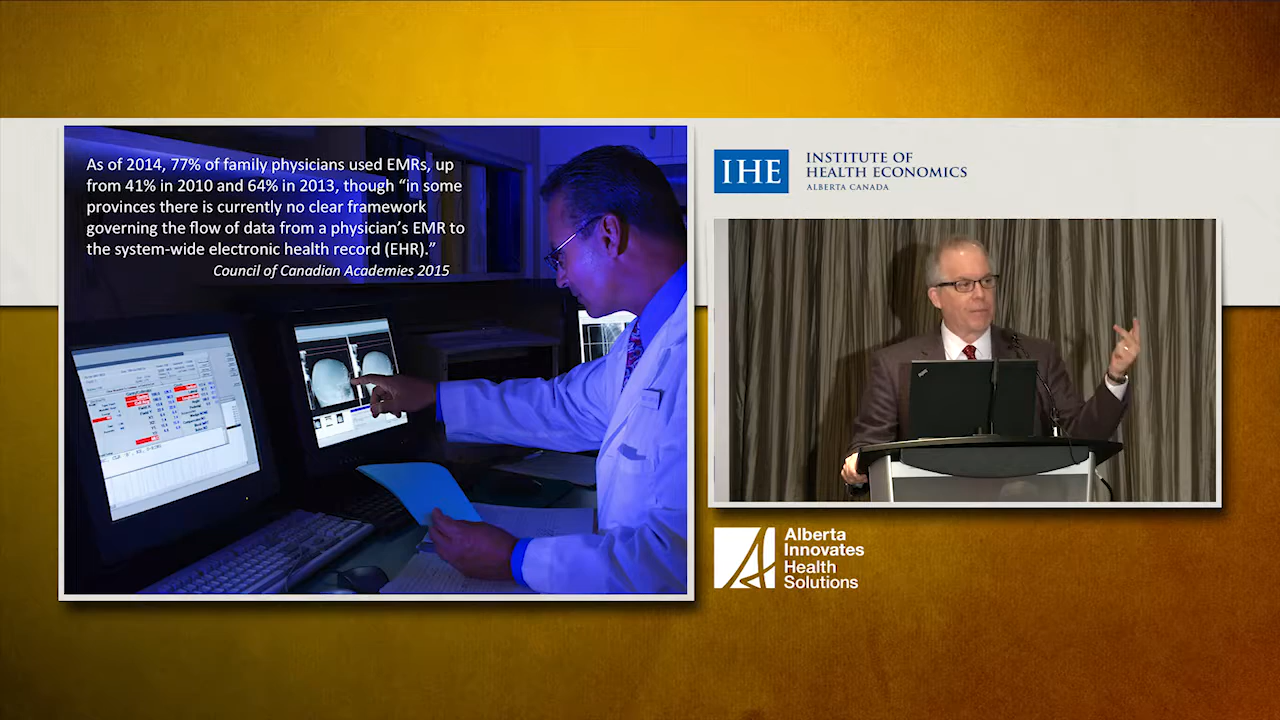 As of 2014, 77% of family physicians used EMRs, up
from 41% in 2010 and 64% in 2013, though “in some
provinces there is currently no clear framework
governing the flow of data from a physician’s EMR to
the system-wide electronic health record (EHR).”
Council of Canadian Academies 2015
IHE
INSTITUTE OF
HEALTH ECONOMICS
ALBERTA CANADA
Alberta
Innovates
Health
Solutions